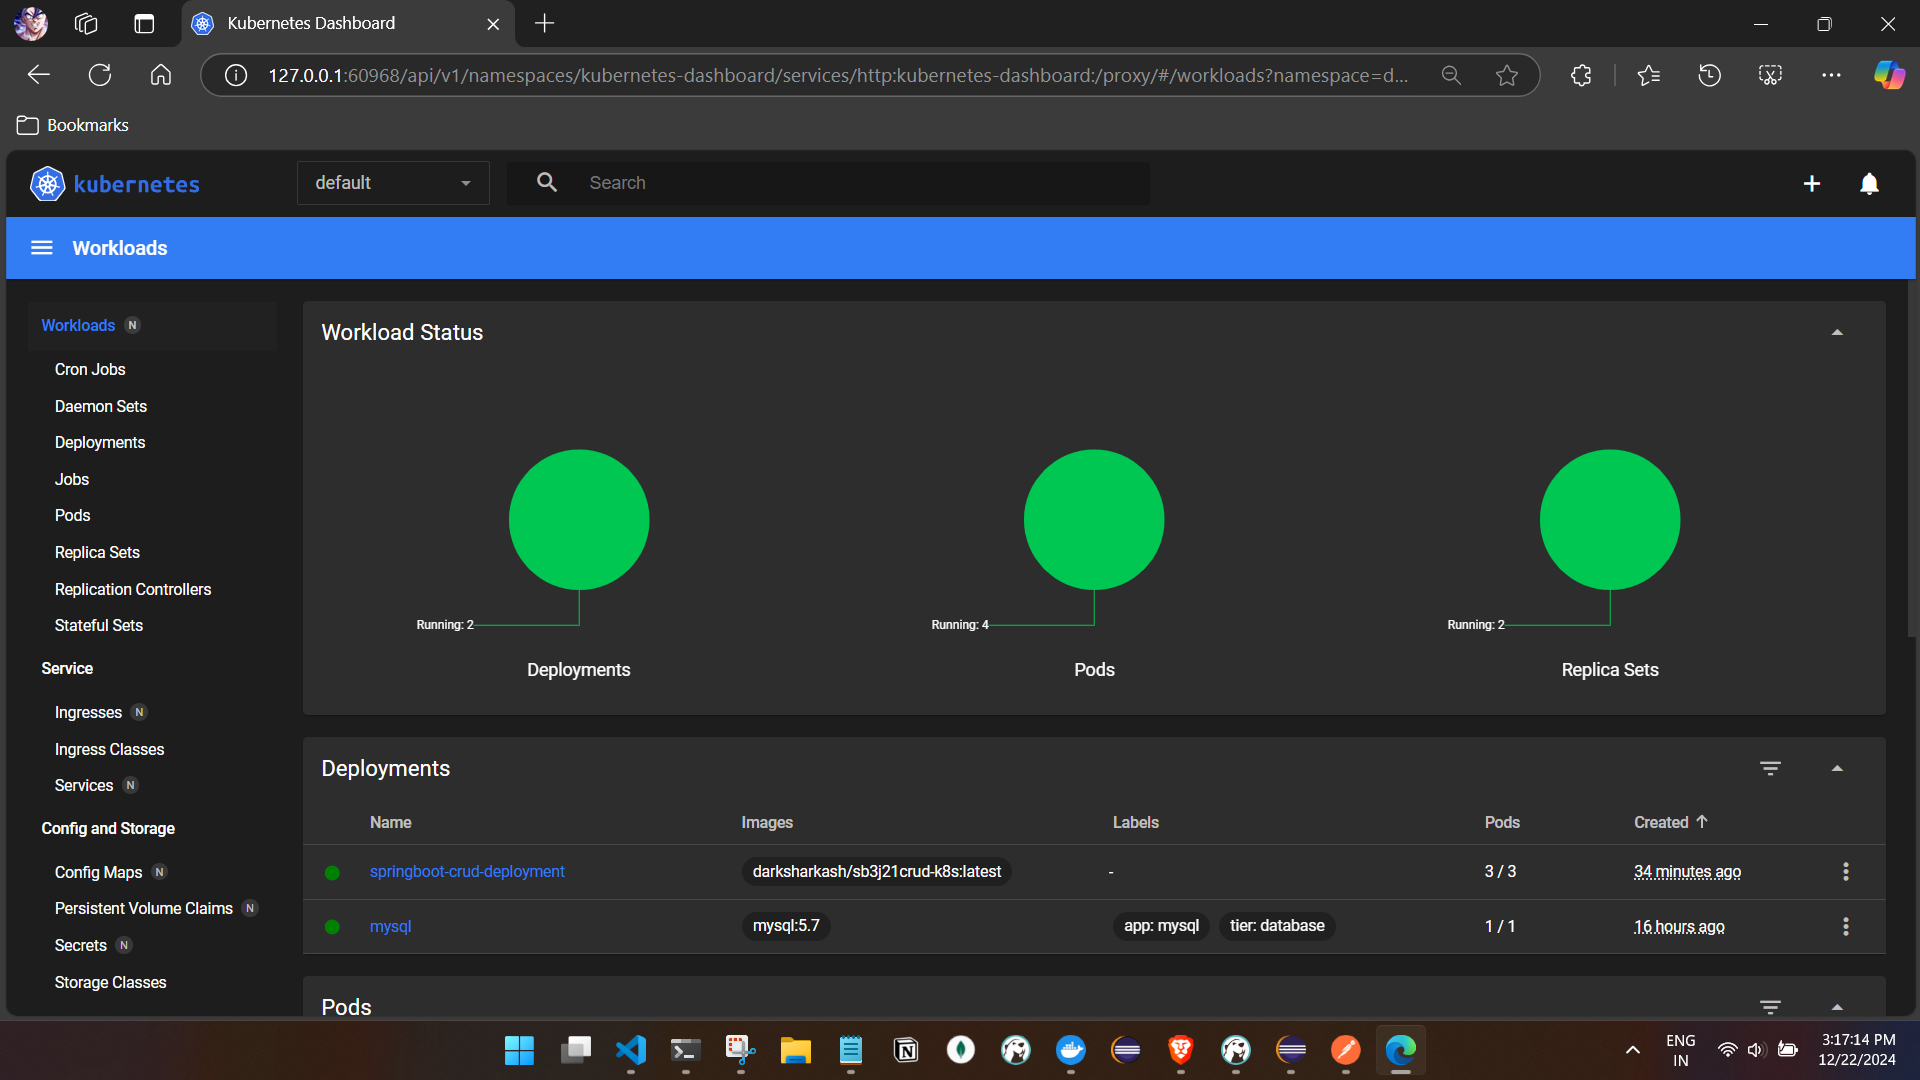 Kubernetes Dashboard
127.0.0.1:60968/api/v1/namespaces/kubernetes-dashboard/services/http:kubernetes-dashboard:/proxy/#/workloads?namespace=d...
Bookmarks
kubernetes
default
Search
Workloads
Workloads N
Cron Jobs
Daemon Sets
Deployments
Jobs
Pods
Replica Sets
Replication Controllers
Stateful Sets
Service
Ingresses N
Ingress Classes
Services N
Config and Storage
Config Maps N
Persistent Volume Claims N
Secrets N
Storage Classes
Workload Status
Running: 2
Deployments
Running: 4
Pods
Running: 2
Replica Sets
Deployments
Name Images Labels Pods Created
springboot-crud-deployment darksharkash/sb3j21crud-k8s:latest - 3 / 3 34 minutes ago
mysql mysql:5.7 app: mysql tier: database 1 / 1 16 hours ago
Pods
ENG
IN
3:17:14 PM
12/22/2024